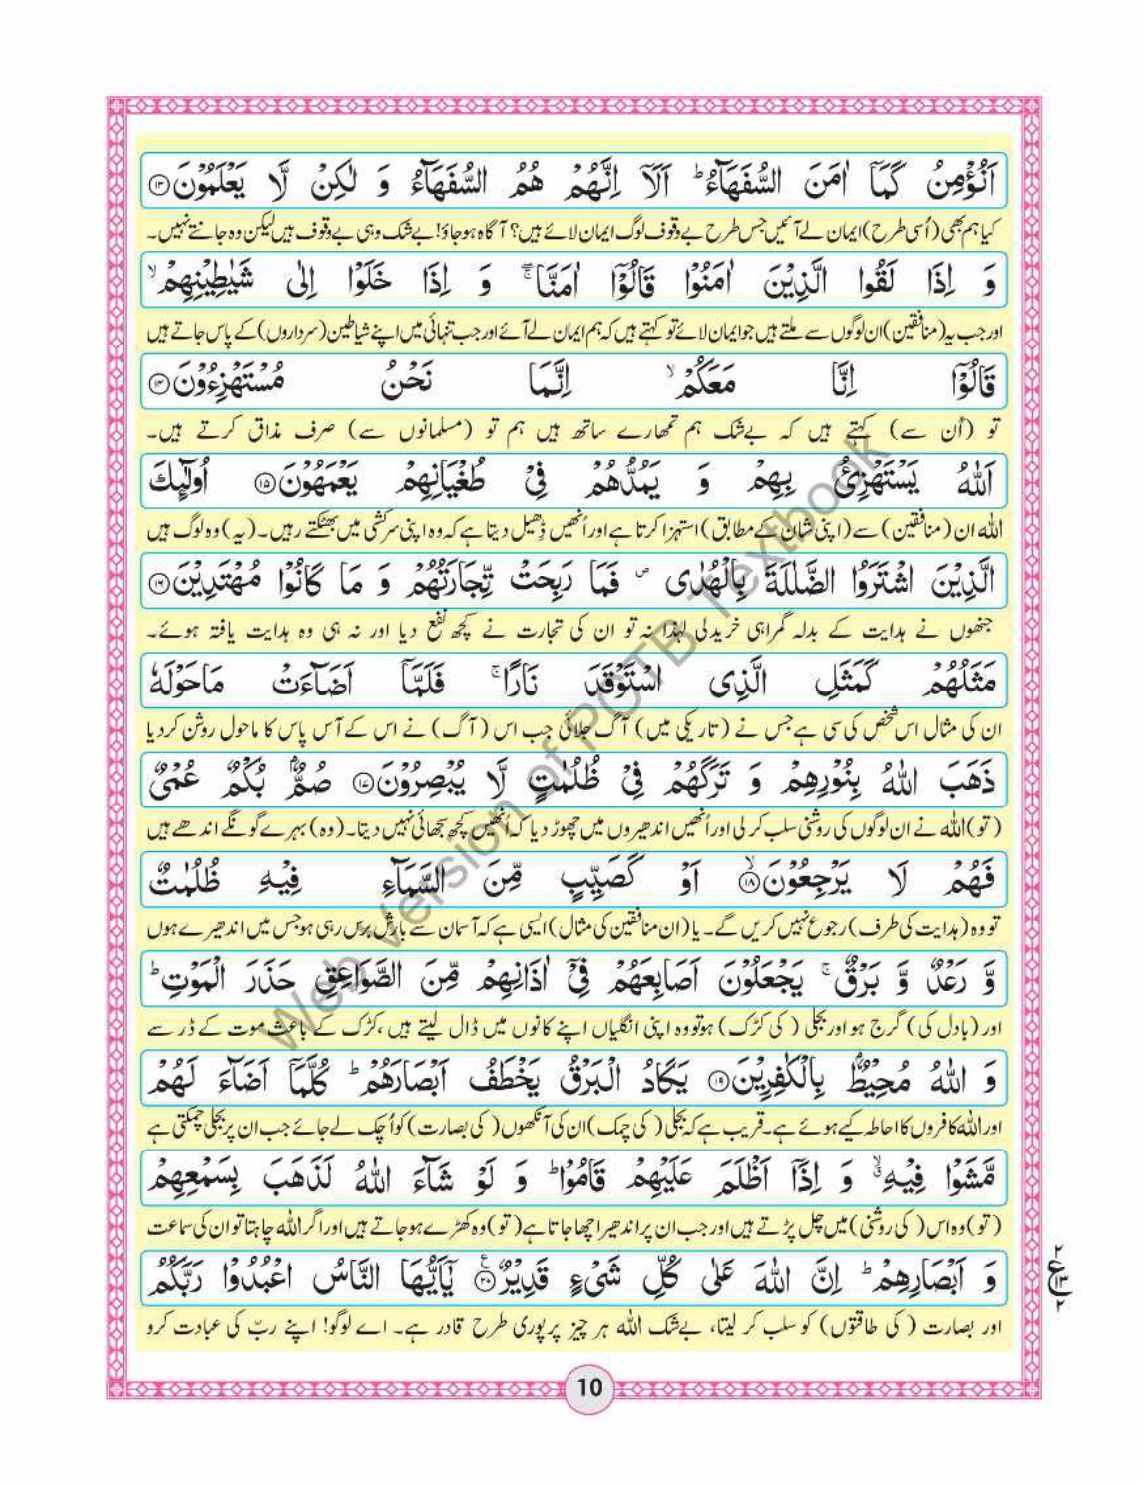 اَنُؤْمِنُ كَمَاۤ اٰمَنَ السُّفَهَآءُ ؕ اَلَاۤ اِنَّهُمْ هُمُ السُّفَهَآءُ وَ لٰكِنْ لَّا يَعْلَمُوْنَ ۝۱۳
کیا ہم بھی (اُسی طرح) ایمان لے آئیں جس طرح بے وقوف لوگ ایمان لائے ہیں؟ آگاہ ہوجاؤ! بے شک وہی بے وقوف ہیں لیکن وہ جانتے نہیں۔
وَ اِذَا لَقُوا الَّذِيْنَ اٰمَنُوْا قَالُوْۤا اٰمَنَّا ۚۖ وَ اِذَا خَلَوْا اِلٰى شَيٰطِيْنِهِمْ ۙ
اور جب یہ (منافقین) ان لوگوں سے ملتے ہیں جو ایمان لائے تو کہتے ہیں کہ ہم ایمان لے آئے اور جب تنہائی میں اپنے شیاطین (سرداروں) کے پاس جاتے ہیں
قَالُوْۤا اِنَّا مَعَكُمْ ۙ اِنَّمَا نَحْنُ مُسْتَهْزِءُوْنَ ۝۱۴
تو (اُن سے) کہتے ہیں کہ بے شک ہم تمھارے ساتھ ہیں ہم تو (مسلمانوں سے) صرف مذاق کرتے ہیں۔
اَللّٰهُ يَسْتَهْزِئُ بِهِمْ وَ يَمُدُّهُمْ فِيْ طُغْيَانِهِمْ يَعْمَهُوْنَ ۝۱۵ اُولٰٓئِكَ
اللہ ان (منافقین) سے (اپنی شان کے مطابق) استہزا کرتا ہے اور اُنھیں ڈھیل دیتا ہے کہ وہ اپنی سرکشی میں بھٹکتے رہیں۔ (یہ) وہ لوگ ہیں
الَّذِيْنَ اشْتَرَوُا الضَّلٰلَةَ بِالْهُدٰى ۪ فَمَا رَبِحَتْ تِّجَارَتُهُمْ وَ مَا كَانُوْا مُهْتَدِيْنَ ۝۱۶
جنھوں نے ہدایت کے بدلہ گمراہی خریدلی لہٰذا نہ تو ان کی تجارت نے کچھ نفع دیا اور نہ ہی وہ ہدایت یافتہ ہوئے۔
مَثَلُهُمْ كَمَثَلِ الَّذِى اسْتَوْقَدَ نَارًا ۚ فَلَمَّاۤ اَضَآءَتْ مَا حَوْلَهٗ
ان کی مثال اس شخص کی سی ہے جس نے (تاریکی میں) آگ جلائی جب اس (آگ) نے اس کے آس پاس کا ماحول روشن کردیا
ذَهَبَ اللّٰهُ بِنُوْرِهِمْ وَ تَرَكَهُمْ فِيْ ظُلُمٰتٍ لَّا يُبْصِرُوْنَ ۝۱۷ صُمٌّۢ بُكْمٌ عُمْىٌ
(تو) اللہ نے ان لوگوں کی روشنی سلب کر لی اور اُنھیں اندھیروں میں چھوڑ دیا کہ اُنھیں کچھ سجھائی نہیں دیتا۔ (وہ) بہرے گونگے اندھے ہیں
فَهُمْ لَا يَرْجِعُوْنَ ۝۱۸ۙ اَوْ كَصَيِّبٍ مِّنَ السَّمَآءِ فِيْهِ ظُلُمٰتٌ
تو وہ (ہدایت کی طرف) رجوع نہیں کریں گے۔ یا (ان منافقین کی مثال) ایسی ہے کہ آسمان سے بارش برس رہی ہو جس میں اندھیرے ہوں
وَّ رَعْدٌ وَّ بَرْقٌ ۚ يَجْعَلُوْنَ اَصَابِعَهُمْ فِيْۤ اٰذَانِهِمْ مِّنَ الصَّوَاعِقِ حَذَرَ الْمَوْتِ ؕ
اور (بادل کی) گرج ہو اور بجلی (کی کڑک) ہو تو وہ اپنی انگلیاں اپنے کانوں میں ڈال لیتے ہیں، کڑک کے باعث موت کے ڈر سے
وَ اللّٰهُ مُحِيْطٌۢ بِالْكٰفِرِيْنَ ۝۱۹ يَكَادُ الْبَرْقُ يَخْطَفُ اَبْصَارَهُمْ ؕ كُلَّمَاۤ اَضَآءَ لَهُمْ
اور اللہ کافروں کا احاطہ کیے ہوئے ہے۔ قریب ہے کہ بجلی (کی چمک) ان کی آنکھوں (کی بصارت) کو اُچک لے جائے جب ان پر بجلی چمکتی ہے
مَّشَوْا فِيْهِ ۙۗ وَ اِذَاۤ اَظْلَمَ عَلَيْهِمْ قَامُوْا ؕ وَ لَوْ شَآءَ اللّٰهُ لَذَهَبَ بِسَمْعِهِمْ
(تو) وہ اس (کی روشنی) میں چل پڑتے ہیں اور جب ان پر اندھیرا چھا جاتا ہے (تو) وہ کھڑے ہوجاتے ہیں اور اگر اللہ چاہتا تو ان کی سماعت
وَ اَبْصَارِهِمْ ؕ اِنَّ اللّٰهَ عَلٰى كُلِّ شَىْءٍ قَدِيْرٌ ۝۲۰ۧ يٰۤاَيُّهَا النَّاسُ اعْبُدُوْا رَبَّكُمُ
اور بصارت (کی طاقتوں) کو سلب کر لیتا، بے شک اللہ ہر چیز پر پوری طرح قادر ہے۔ اے لوگو! اپنے ربّ کی عبادت کرو
۲
ع ۱۳
۲
10
Web Version of PCTB Textbook